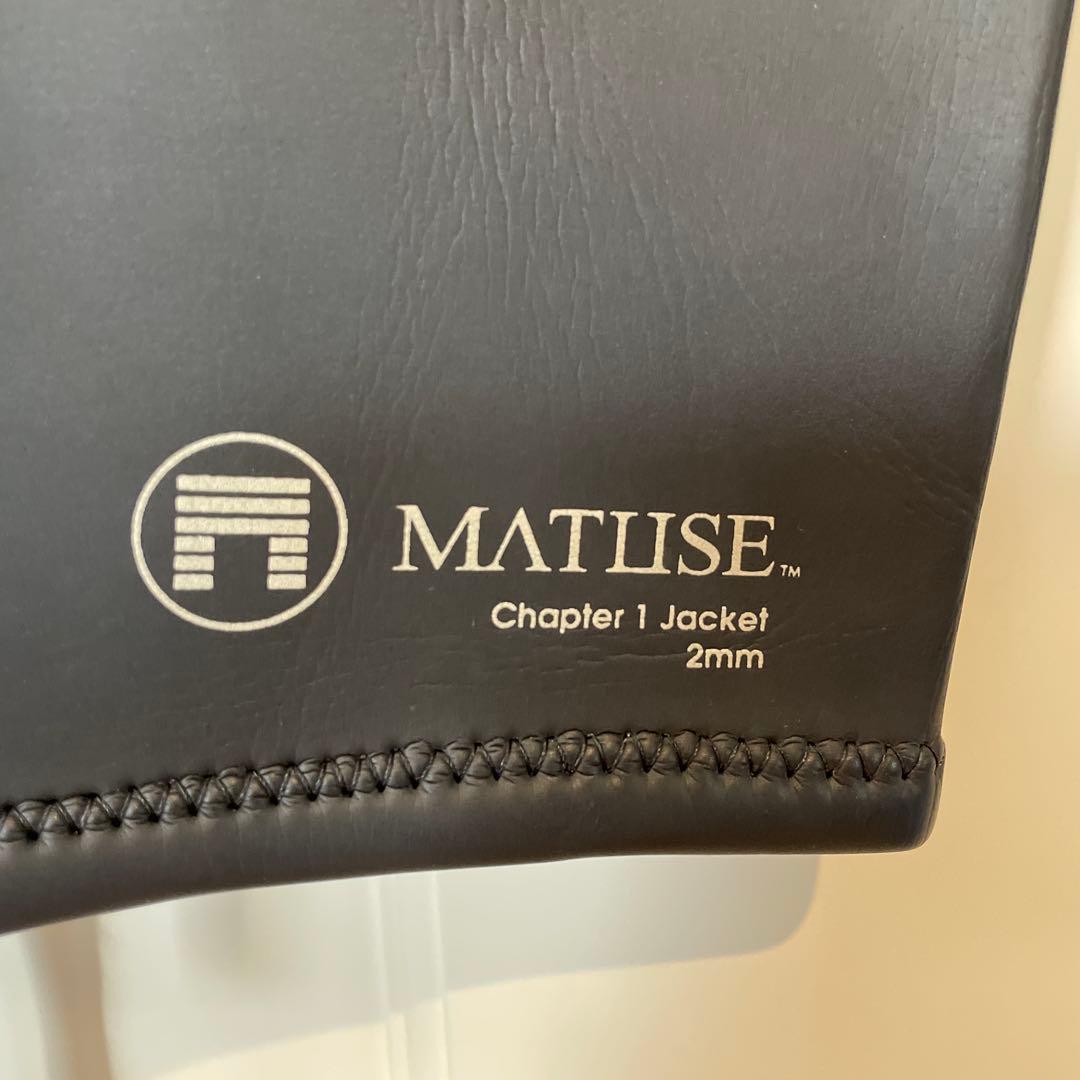 MATUSE™
Chapter 1 Jacket
2mm